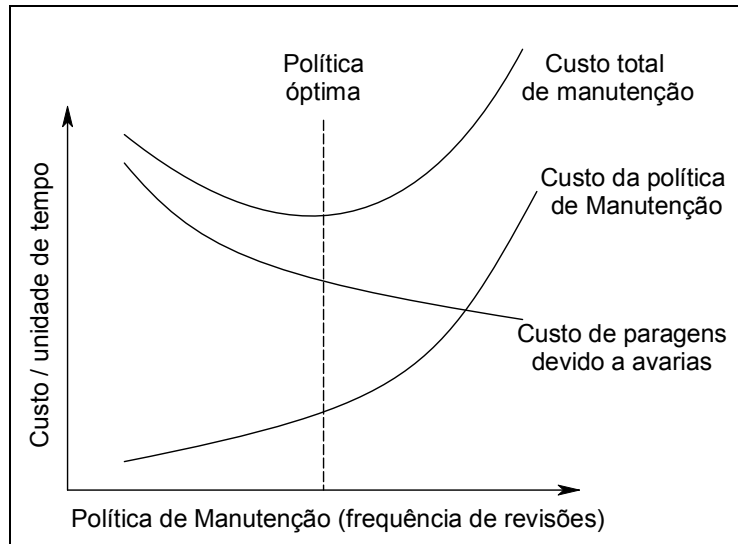 Política
óptima
Custo total
de manutenção
Custo da política
de Manutenção
Custo de paragens
devido a avarias
Custo / unidade de tempo
Política de Manutenção (frequência de revisões)